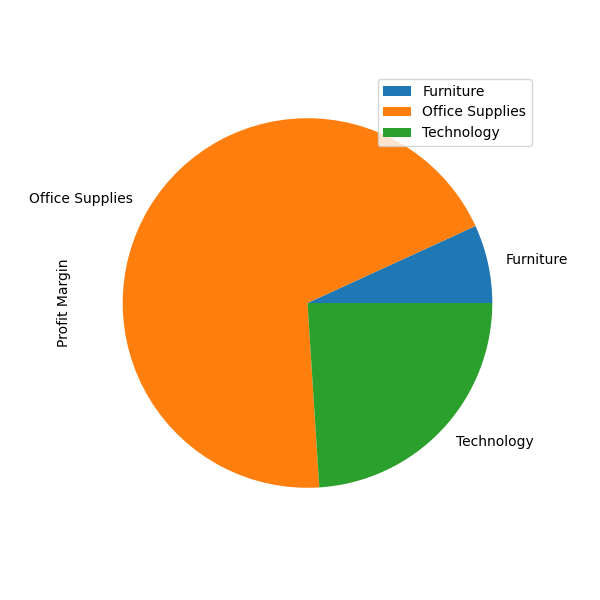 Furniture
Office Supplies
Technology
Office Supplies
Furniture
Profit Margin
Technology